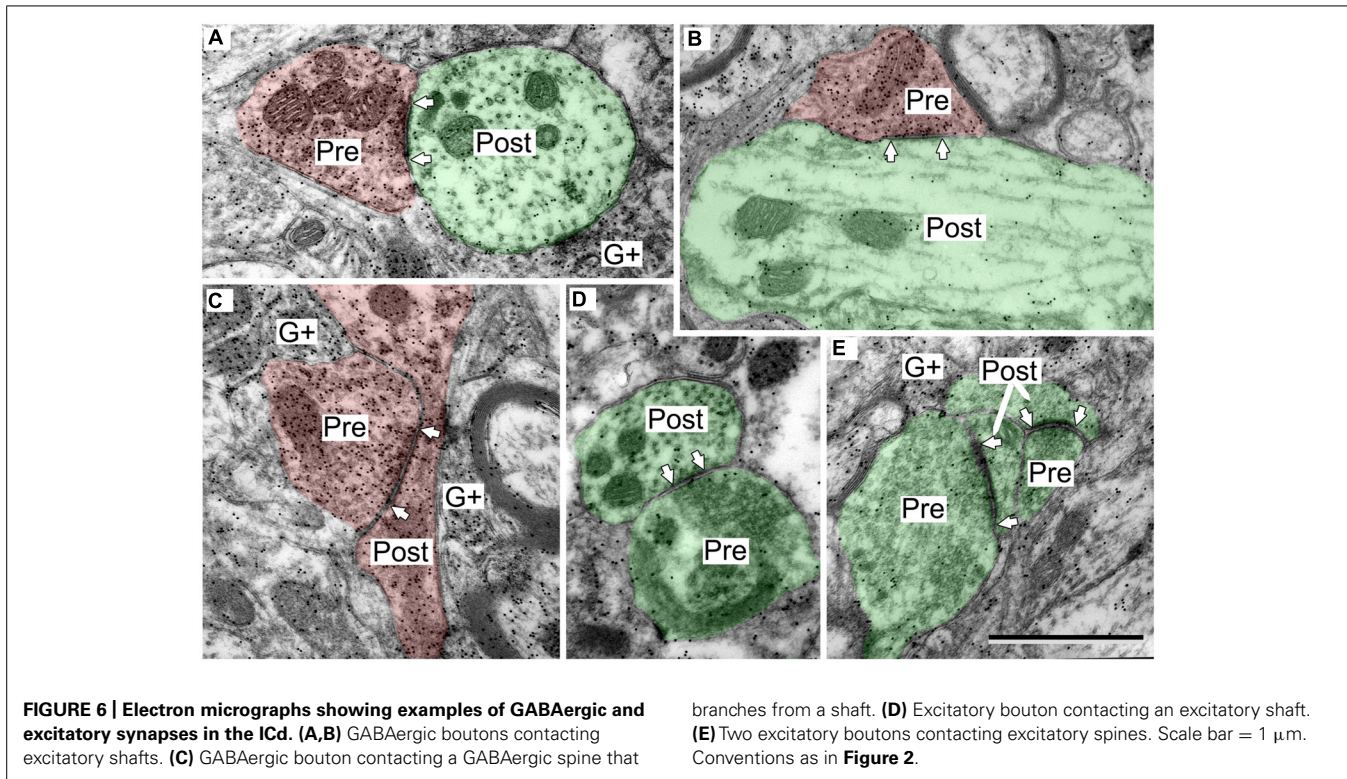 A
Pre
Post
G+
B
Pre
Post
C
G+
Pre
G+
Post
D
Post
Pre
E
G+
Post
Pre
Pre
FIGURE 6 | Electron micrographs showing examples of GABAergic and
excitatory synapses in the ICd. (A,B) GABAergic boutons contacting
excitatory shafts. (C) GABAergic bouton contacting a GABAergic spine that
branches from a shaft. (D) Excitatory bouton contacting an excitatory shaft.
(E) Two excitatory boutons contacting excitatory spines. Scale bar = 1 μm.
Conventions as in Figure 2.